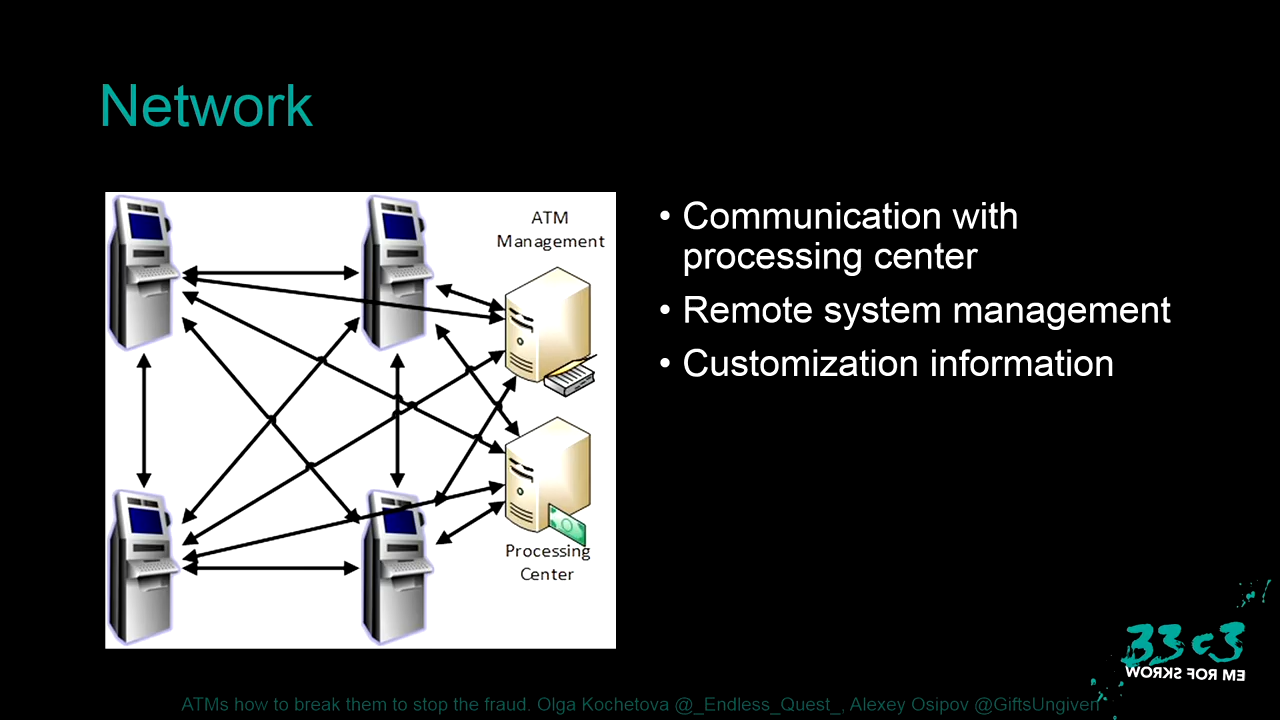 Network
ATM
Management
Processing
Center
• Communication with
processing center
• Remote system management
• Customization information
33c3
WORKS FOR ME
ATMs how to break them to stop the fraud. Olga Kochetova @_Endless_Quest_, Alexey Osipov @GiftsUngiven